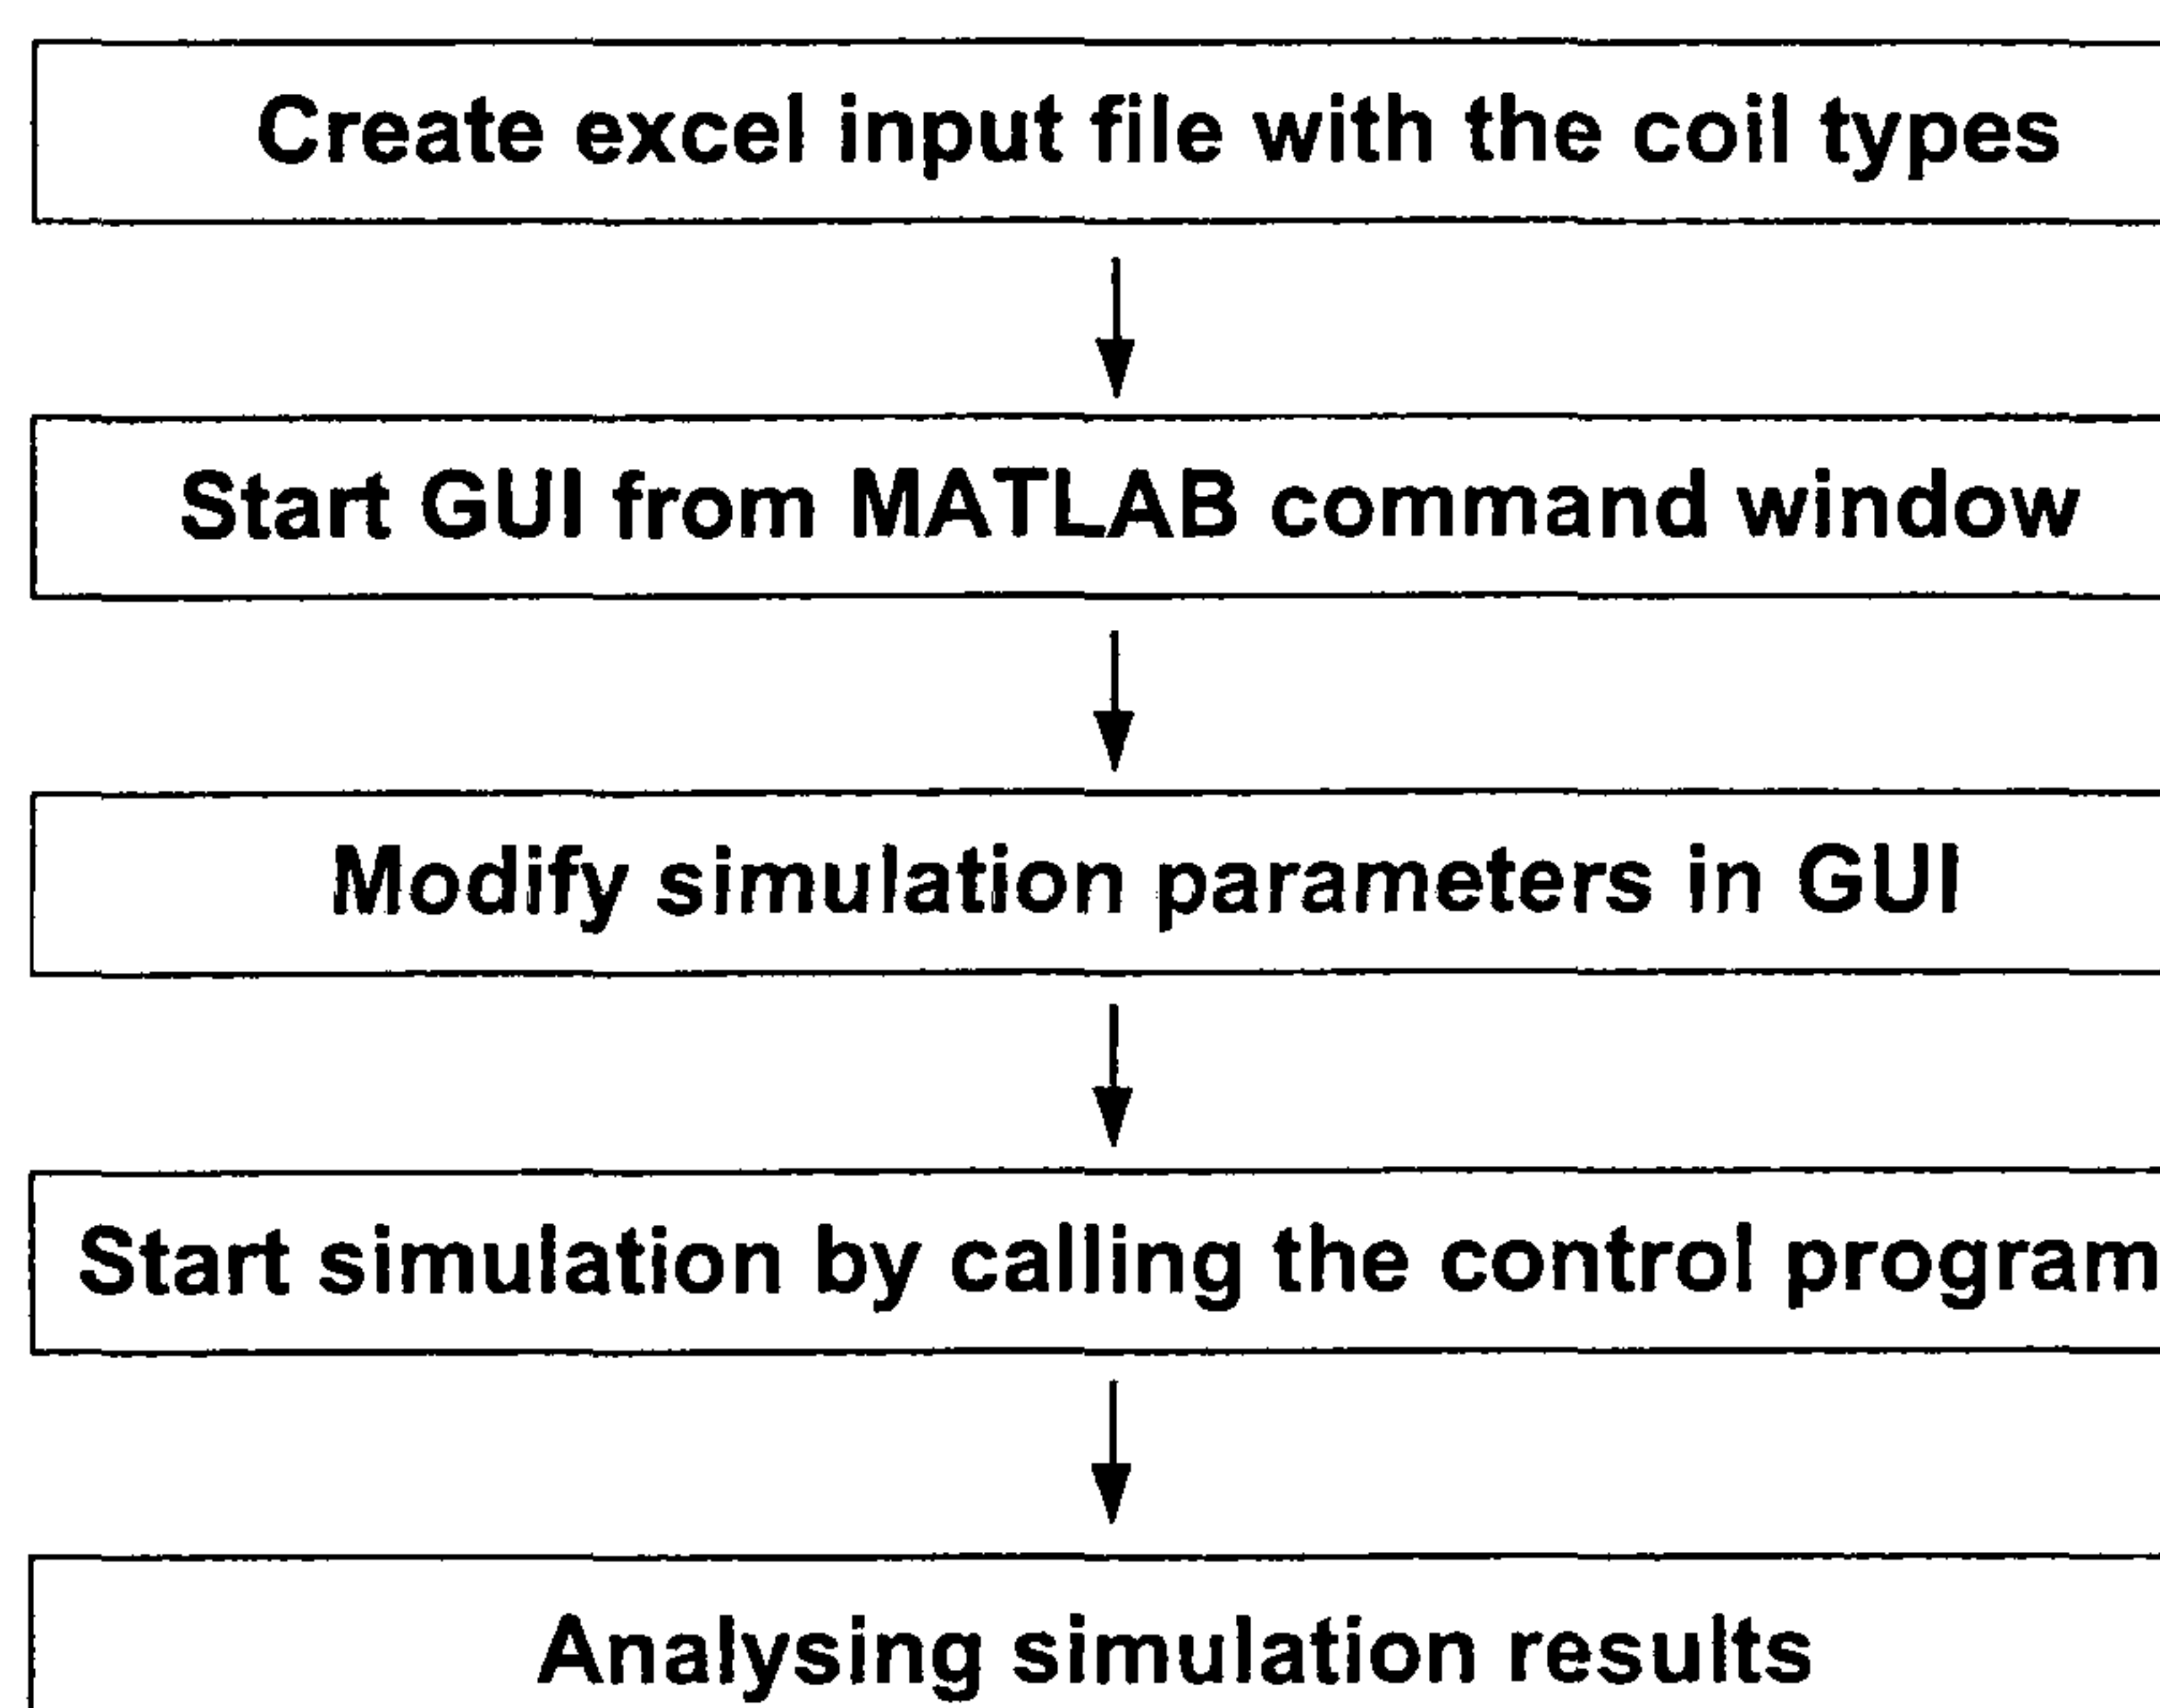 Create excel input file with the coil types
Start GUI from MATLAB command window
Modify simulation parameters in GUI
Start simulation by calling the control program
Analysing simulation results